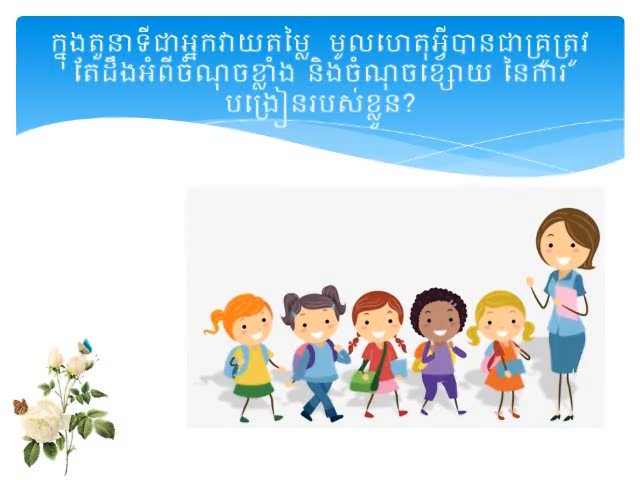 ក្នុងតួនាទីជាអ្នកវាយតម្លៃ មូលហេតុអ្វីបានជាគ្រូត្រូវ
តែដឹងអំពីចំណុចខ្លាំង និងចំណុចខ្សោយ នៃការ
បង្រៀនរបស់ខ្លួន?